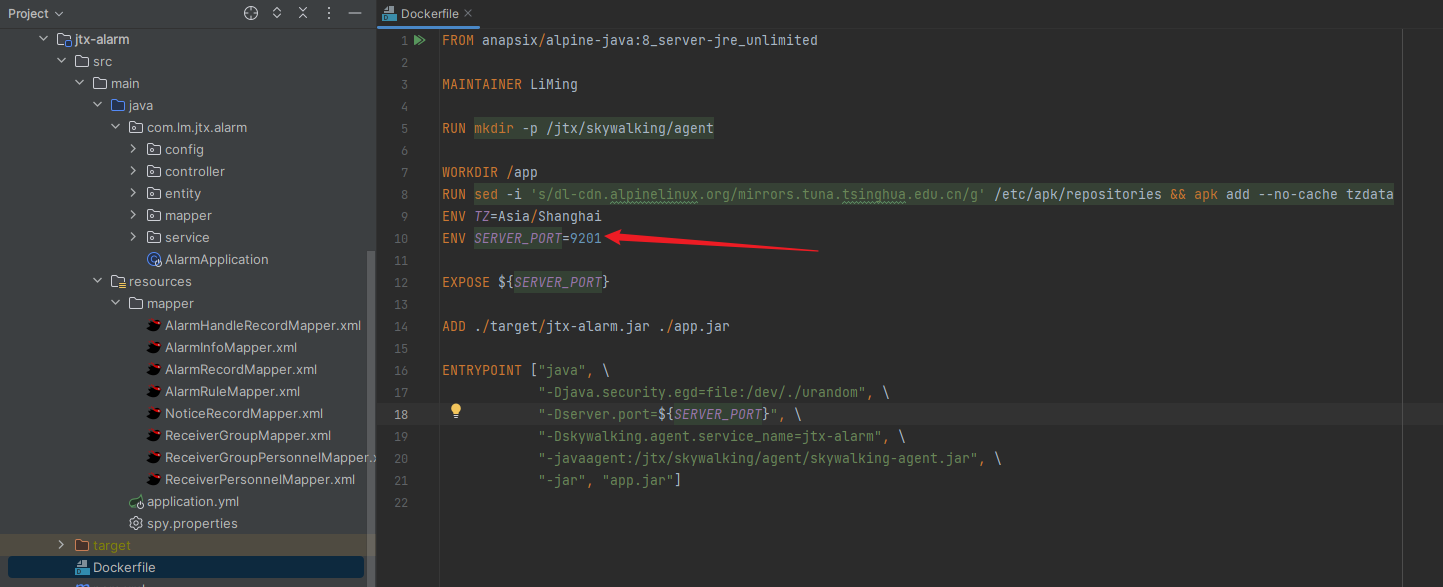 Project
jtx-alarm
src
main
java
com.lm.jtx.alarm
config
controller
entity
mapper
service
AlarmApplication
resources
mapper
AlarmHandleRecordMapper.xml
AlarmInfoMapper.xml
AlarmRecordMapper.xml
AlarmRuleMapper.xml
NoticeRecordMapper.xml
ReceiverGroupMapper.xml
ReceiverGroupPersonnelMapper.
ReceiverPersonnelMapper.xml
application.yml
spy.properties
target
Dockerfile
Dockerfile
1 FROM anapsix/alpine-java:8_server-jre_unlimited
2
3 MAINTAINER LiMing
4
5 RUN mkdir -p /jtx/skywalking/agent
6
7 WORKDIR /app
8 RUN sed -i 's/dl-cdn.alpinelinux.org/mirrors.tuna.tsinghua.edu.cn/g' /etc/apk/repositories && apk add --no-cache tzdata
9 ENV TZ=Asia/Shanghai
10 ENV SERVER_PORT=9201
11
12 EXPOSE ${SERVER_PORT}
13
14 ADD ./target/jtx-alarm.jar ./app.jar
15
16 ENTRYPOINT ["java", \
17 "-Djava.security.egd=file:/dev/./urandom", \
18 "-Dserver.port=${SERVER_PORT}", \
19 "-Dskywalking.agent.service_name=jtx-alarm", \
20 "-javaagent:/jtx/skywalking/agent/skywalking-agent.jar", \
21 "-jar", "app.jar"]
22